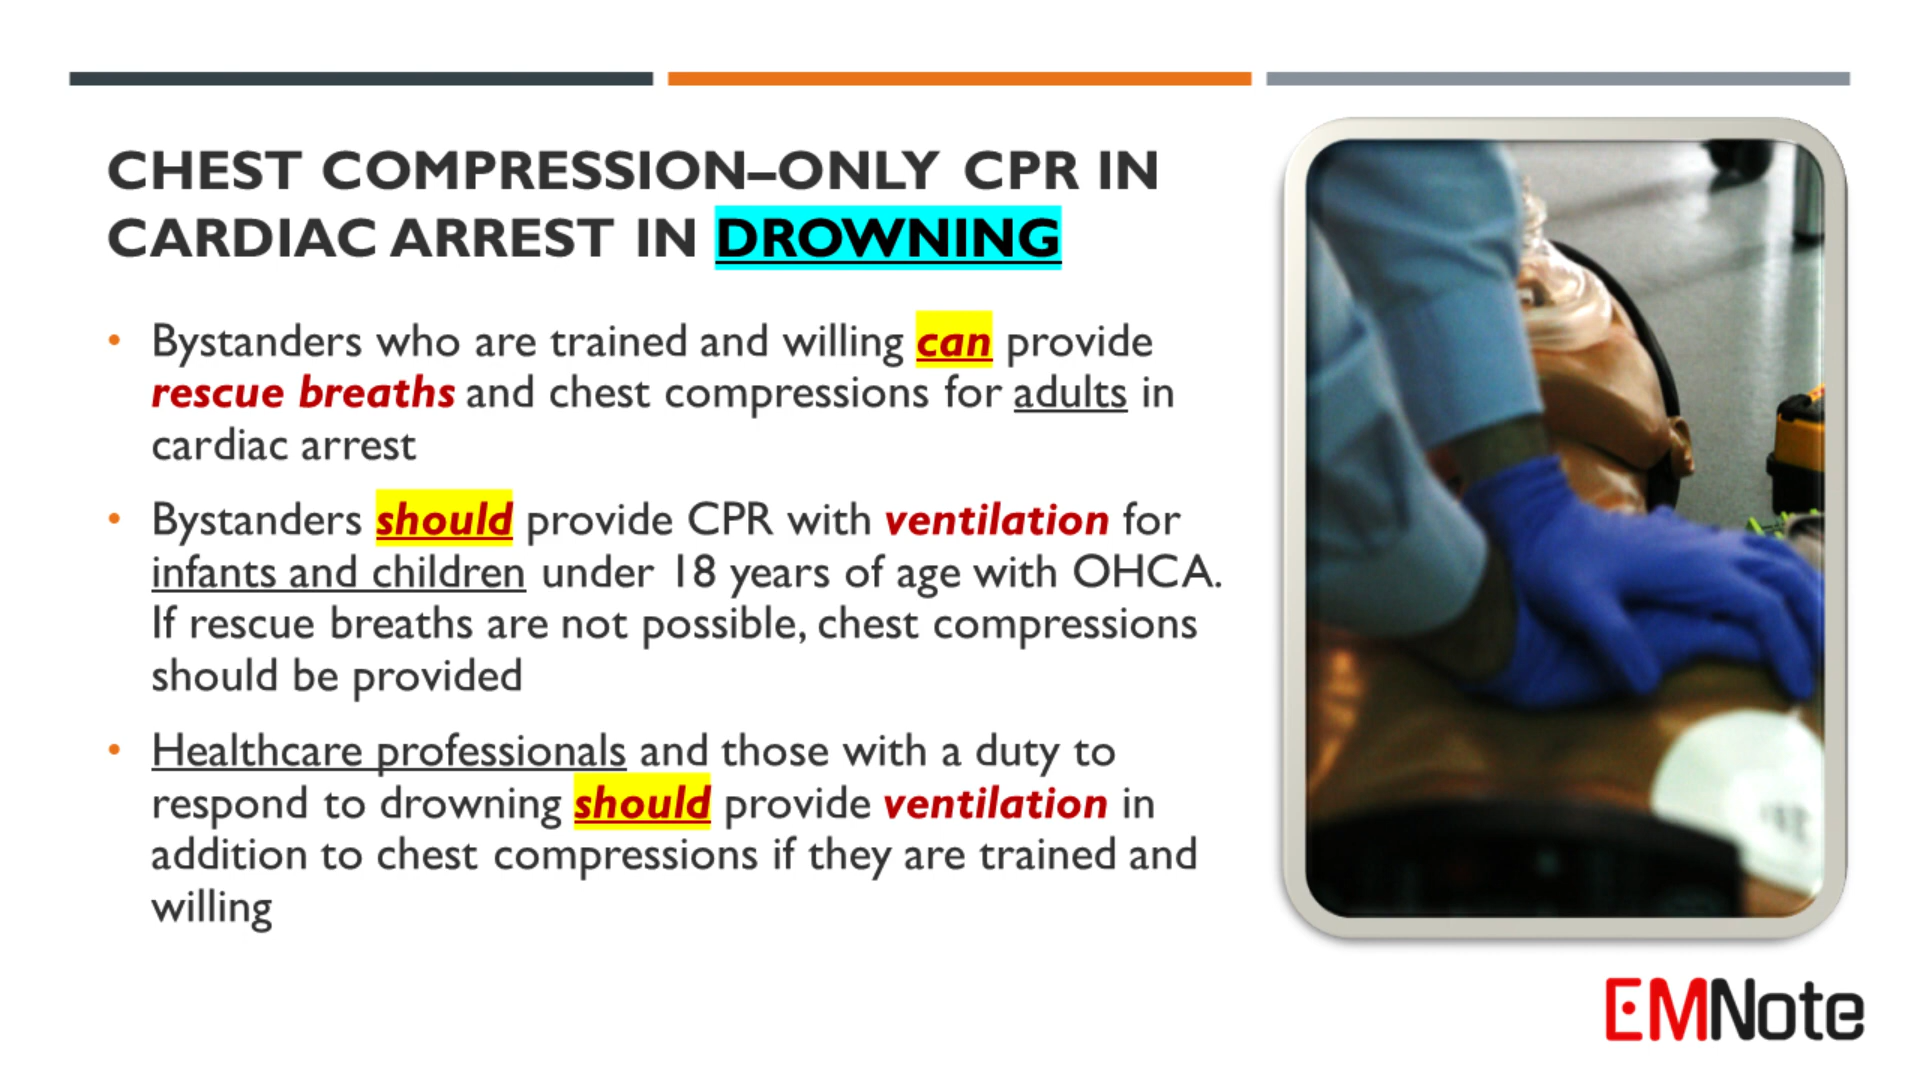 CHEST COMPRESSION–ONLY CPR IN
CARDIAC ARREST IN DROWNING
• Bystanders who are trained and willing can provide
rescue breaths and chest compressions for adults in
cardiac arrest
• Bystanders should provide CPR with ventilation for
infants and children under 18 years of age with OHCA.
If rescue breaths are not possible, chest compressions
should be provided
• Healthcare professionals and those with a duty to
respond to drowning should provide ventilation in
addition to chest compressions if they are trained and
willing
EMNote